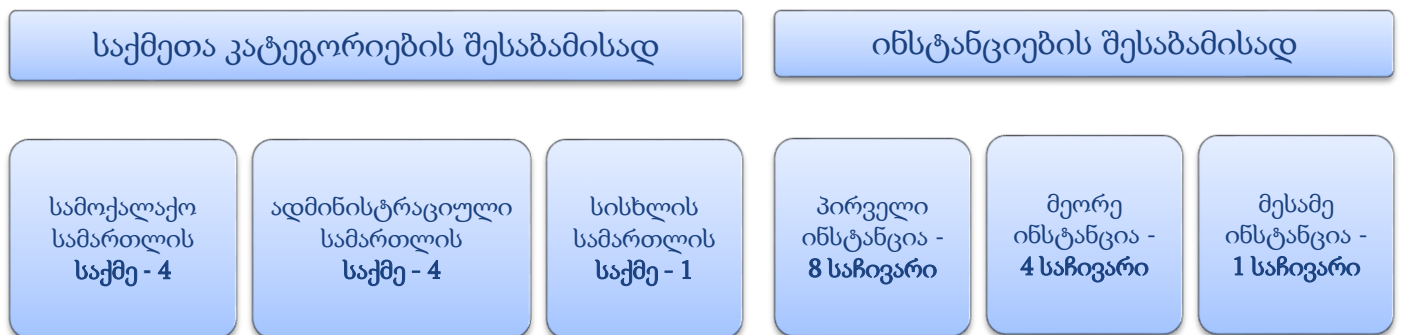 საქმეთა კატეგორიების შესაბამისად
ინსტანციების შესაბამისად
სამოქალაქო
სამართლის
საქმე - 4
ადმინისტრაციული
სამართლის
საქმე - 4
სისხლის
სამართლის
საქმე - 1
პირველი
ინსტანცია -
8 საჩივარი
მეორე
ინსტანცია -
4 საჩივარი
მესამე
ინსტანცია -
1 საჩივარი